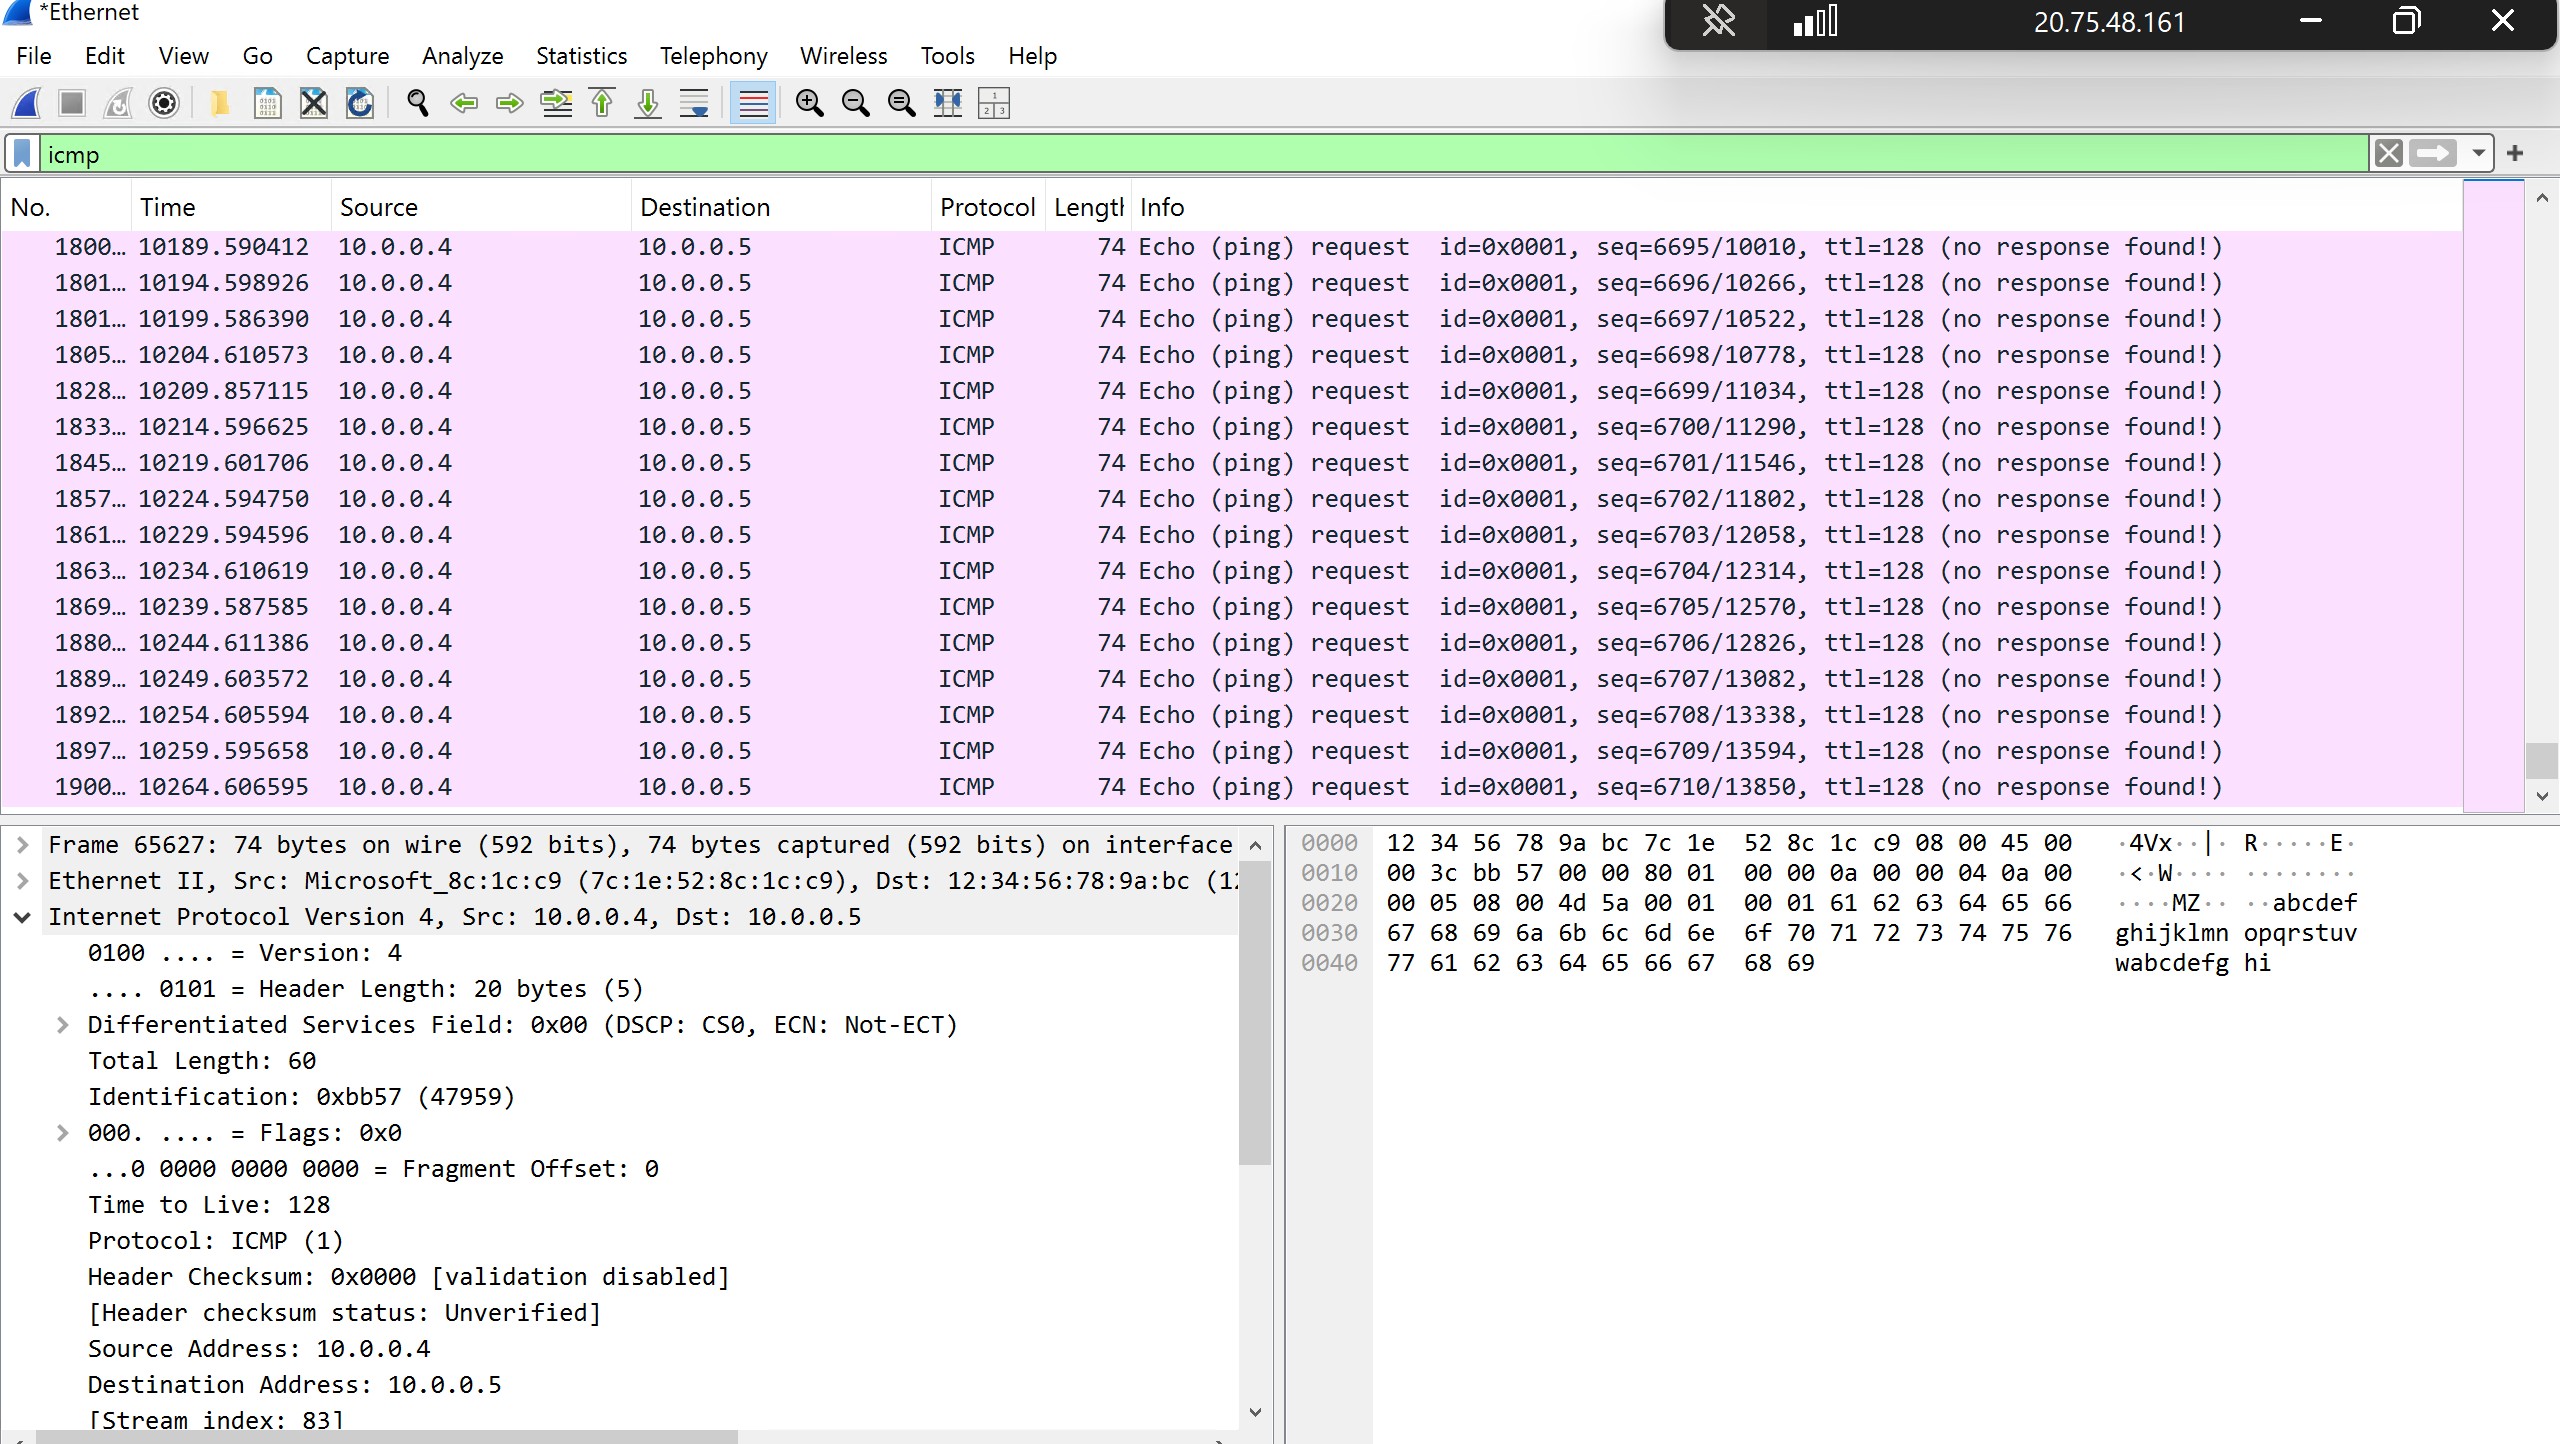 *Ethernet
20.75.48.161
File Edit View Go Capture Analyze Statistics Telephony Wireless Tools Help
icmp
No. Time Source Destination Protocol Length Info
1800… 10189.590412 10.0.0.4 10.0.0.5 ICMP 74 Echo (ping) request id=0x0001, seq=6695/10010, ttl=128 (no response found!)
1801… 10194.598926 10.0.0.4 10.0.0.5 ICMP 74 Echo (ping) request id=0x0001, seq=6696/10266, ttl=128 (no response found!)
1801… 10199.586390 10.0.0.4 10.0.0.5 ICMP 74 Echo (ping) request id=0x0001, seq=6697/10522, ttl=128 (no response found!)
1805… 10204.610573 10.0.0.4 10.0.0.5 ICMP 74 Echo (ping) request id=0x0001, seq=6698/10778, ttl=128 (no response found!)
1828… 10209.857115 10.0.0.4 10.0.0.5 ICMP 74 Echo (ping) request id=0x0001, seq=6699/11034, ttl=128 (no response found!)
1833… 10214.596625 10.0.0.4 10.0.0.5 ICMP 74 Echo (ping) request id=0x0001, seq=6700/11290, ttl=128 (no response found!)
1845… 10219.601706 10.0.0.4 10.0.0.5 ICMP 74 Echo (ping) request id=0x0001, seq=6701/11546, ttl=128 (no response found!)
1857… 10224.594750 10.0.0.4 10.0.0.5 ICMP 74 Echo (ping) request id=0x0001, seq=6702/11802, ttl=128 (no response found!)
1861… 10229.594596 10.0.0.4 10.0.0.5 ICMP 74 Echo (ping) request id=0x0001, seq=6703/12058, ttl=128 (no response found!)
1863… 10234.610619 10.0.0.4 10.0.0.5 ICMP 74 Echo (ping) request id=0x0001, seq=6704/12314, ttl=128 (no response found!)
1869… 10239.587585 10.0.0.4 10.0.0.5 ICMP 74 Echo (ping) request id=0x0001, seq=6705/12570, ttl=128 (no response found!)
1880… 10244.611386 10.0.0.4 10.0.0.5 ICMP 74 Echo (ping) request id=0x0001, seq=6706/12826, ttl=128 (no response found!)
1889… 10249.603572 10.0.0.4 10.0.0.5 ICMP 74 Echo (ping) request id=0x0001, seq=6707/13082, ttl=128 (no response found!)
1892… 10254.605594 10.0.0.4 10.0.0.5 ICMP 74 Echo (ping) request id=0x0001, seq=6708/13338, ttl=128 (no response found!)
1897… 10259.595658 10.0.0.4 10.0.0.5 ICMP 74 Echo (ping) request id=0x0001, seq=6709/13594, ttl=128 (no response found!)
1900… 10264.606595 10.0.0.4 10.0.0.5 ICMP 74 Echo (ping) request id=0x0001, seq=6710/13850, ttl=128 (no response found!)
Frame 65627: 74 bytes on wire (592 bits), 74 bytes captured (592 bits) on interface
Ethernet II, Src: Microsoft_8c:1c:c9 (7c:1e:52:8c:1c:c9), Dst: 12:34:56:78:9a:bc (12
Internet Protocol Version 4, Src: 10.0.0.4, Dst: 10.0.0.5
0100 .... = Version: 4
.... 0101 = Header Length: 20 bytes (5)
Differentiated Services Field: 0x00 (DSCP: CS0, ECN: Not-ECT)
Total Length: 60
Identification: 0xbb57 (47959)
000. .... = Flags: 0x0
...0 0000 0000 0000 = Fragment Offset: 0
Time to Live: 128
Protocol: ICMP (1)
Header Checksum: 0x0000 [validation disabled]
[Header checksum status: Unverified]
Source Address: 10.0.0.4
Destination Address: 10.0.0.5
[Stream index: 83]
0000 12 34 56 78 9a bc 7c 1e 52 8c 1c c9 08 00 45 00 ·4Vx··|· R·····E·
0010 00 3c bb 57 00 00 80 01 00 00 0a 00 00 04 0a 00 ·<·W···· ········
0020 00 05 08 00 4d 5a 00 01 00 01 61 62 63 64 65 66 ····MZ·· ··abcdef
0030 67 68 69 6a 6b 6c 6d 6e 6f 70 71 72 73 74 75 76 ghijklmn opqrstuv
0040 77 61 62 63 64 65 66 67 68 69 wabcdefg hi